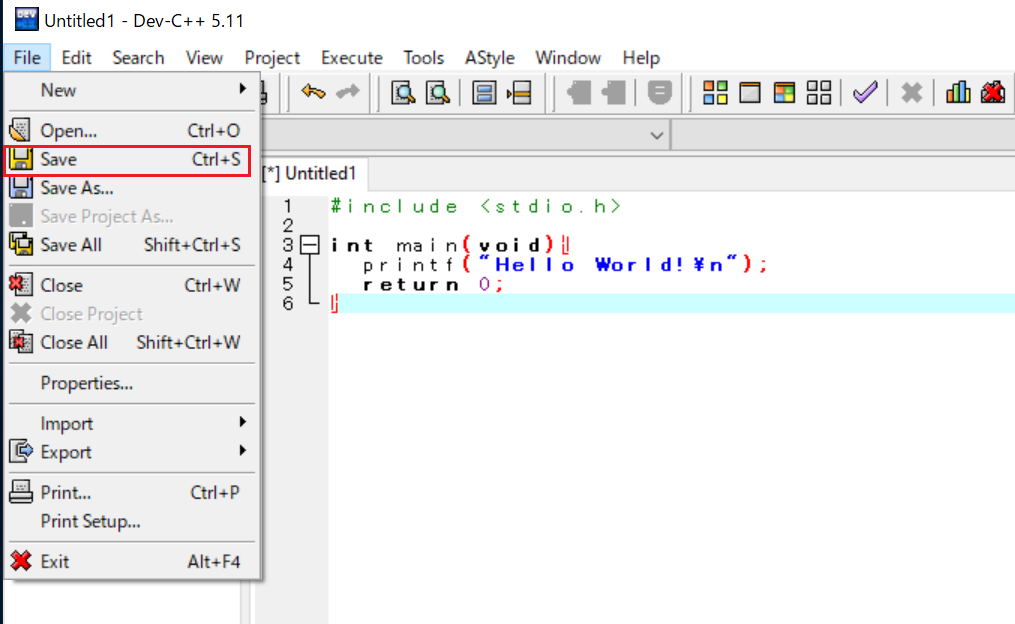 Untitled1 - Dev-C++ 5.11
File Edit Search View Project Execute Tools AStyle Window Help
New
Open... Ctrl+O
Save Ctrl+S
Save As...
Save Project As...
Save All Shift+Ctrl+S
Close Ctrl+W
Close Project
Close All Shift+Ctrl+W
Properties...
Import
Export
Print... Ctrl+P
Print Setup...
Exit Alt+F4
[*] Untitled1
1 #include <stdio.h>
2
3 int main(void){
4 printf("Hello World!¥n");
5 return 0;
6 }